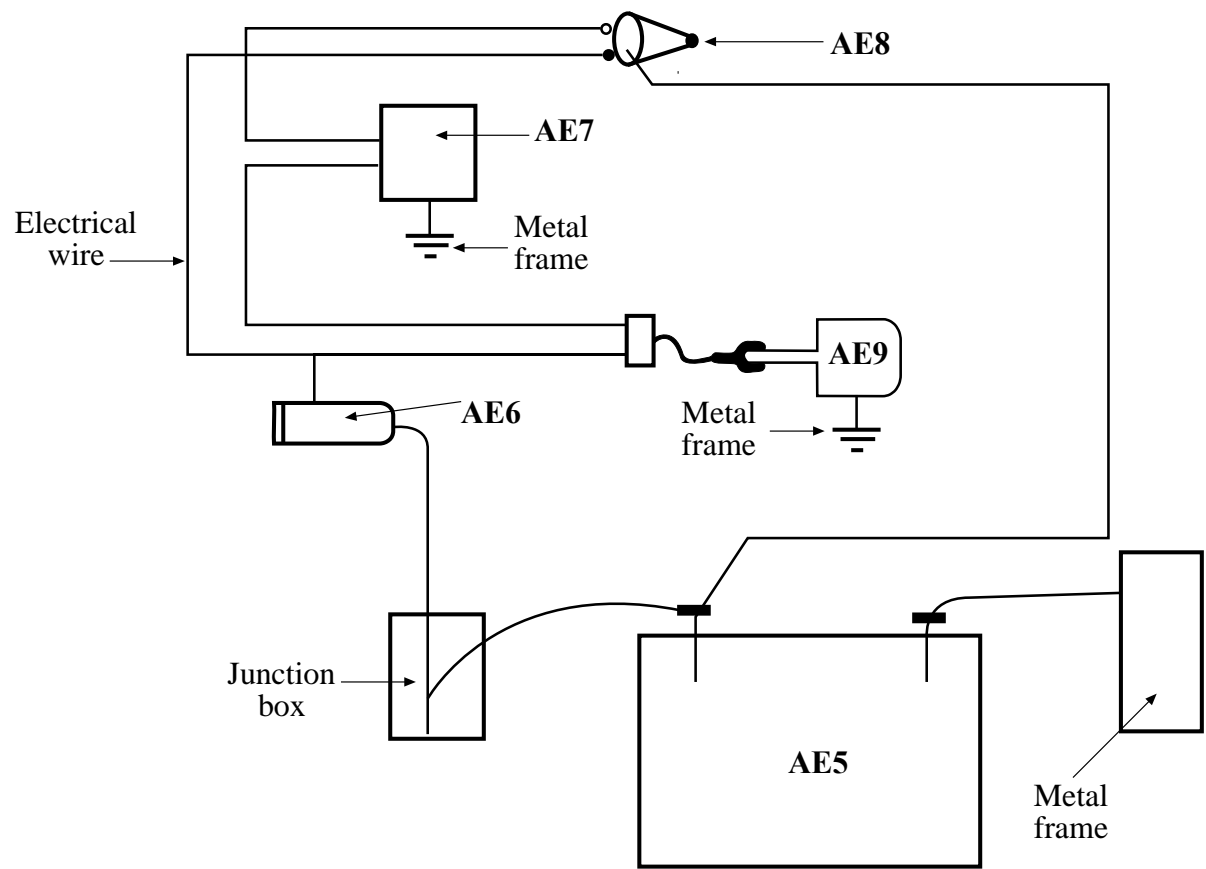 AE8
AE7
Electrical
wire
Metal
frame
AE9
AE6
Metal
frame
Junction
box
AE5
Metal
frame